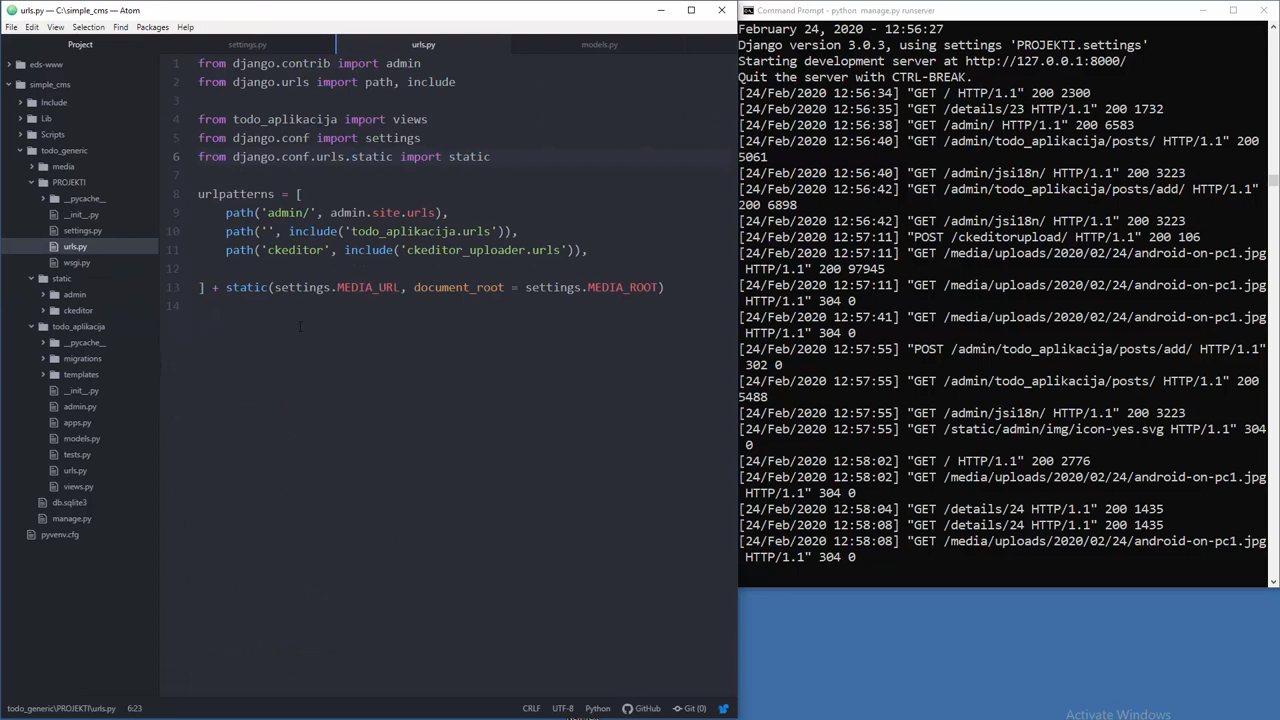 urls.py — C:\simple_cms — Atom
File Edit View Selection Find Packages Help
Project
eds-www
simple_cms
Include
Lib
Scripts
todo_generic
media
PROJEKTI
__pycache__
__init__.py
settings.py
urls.py
wsgi.py
static
admin
ckeditor
todo_aplikacija
__pycache__
migrations
templates
__init__.py
admin.py
apps.py
models.py
tests.py
urls.py
views.py
db.sqlite3
manage.py
pyvenv.cfg
settings.py urls.py models.py
1 from django.contrib import admin
2 from django.urls import path, include
3
4 from todo_aplikacija import views
5 from django.conf import settings
6 from django.conf.urls.static import static
7
8 urlpatterns = [
9 path('admin/', admin.site.urls),
10 path('', include('todo_aplikacija.urls')),
11 path('ckeditor', include('ckeditor_uploader.urls')),
12
13 ] + static(settings.MEDIA_URL, document_root = settings.MEDIA_ROOT)
14
todo_generic\PROJEKTI\urls.py 6:23
CRLF UTF-8 Python GitHub Git (0)
Command Prompt - python manage.py runserver
February 24, 2020 - 12:56:27
Django version 3.0.3, using settings 'PROJEKTI.settings'
Starting development server at http://127.0.0.1:8000/
Quit the server with CTRL-BREAK.
[24/Feb/2020 12:56:34] "GET / HTTP/1.1" 200 2300
[24/Feb/2020 12:56:35] "GET /details/23 HTTP/1.1" 200 1732
[24/Feb/2020 12:56:38] "GET /admin/ HTTP/1.1" 200 6583
[24/Feb/2020 12:56:40] "GET /admin/todo_aplikacija/posts/ HTTP/1.1" 200
5061
[24/Feb/2020 12:56:40] "GET /admin/jsi18n/ HTTP/1.1" 200 3223
[24/Feb/2020 12:56:42] "GET /admin/todo_aplikacija/posts/add/ HTTP/1.1"
200 6898
[24/Feb/2020 12:56:42] "GET /admin/jsi18n/ HTTP/1.1" 200 3223
[24/Feb/2020 12:57:11] "POST /ckeditorupload/ HTTP/1.1" 200 106
[24/Feb/2020 12:57:11] "GET /media/uploads/2020/02/24/android-on-pc1.jpg
HTTP/1.1" 200 97945
[24/Feb/2020 12:57:11] "GET /media/uploads/2020/02/24/android-on-pc1.jpg
HTTP/1.1" 304 0
[24/Feb/2020 12:57:41] "GET /media/uploads/2020/02/24/android-on-pc1.jpg
HTTP/1.1" 304 0
[24/Feb/2020 12:57:55] "POST /admin/todo_aplikacija/posts/add/ HTTP/1.1"
302 0
[24/Feb/2020 12:57:55] "GET /admin/todo_aplikacija/posts/ HTTP/1.1" 200
5488
[24/Feb/2020 12:57:55] "GET /admin/jsi18n/ HTTP/1.1" 200 3223
[24/Feb/2020 12:57:55] "GET /static/admin/img/icon-yes.svg HTTP/1.1" 304
0
[24/Feb/2020 12:58:02] "GET / HTTP/1.1" 200 2776
[24/Feb/2020 12:58:02] "GET /media/uploads/2020/02/24/android-on-pc1.jpg
HTTP/1.1" 304 0
[24/Feb/2020 12:58:04] "GET /details/24 HTTP/1.1" 200 1435
[24/Feb/2020 12:58:08] "GET /details/24 HTTP/1.1" 200 1435
[24/Feb/2020 12:58:08] "GET /media/uploads/2020/02/24/android-on-pc1.jpg
HTTP/1.1" 304 0
Activate Windows